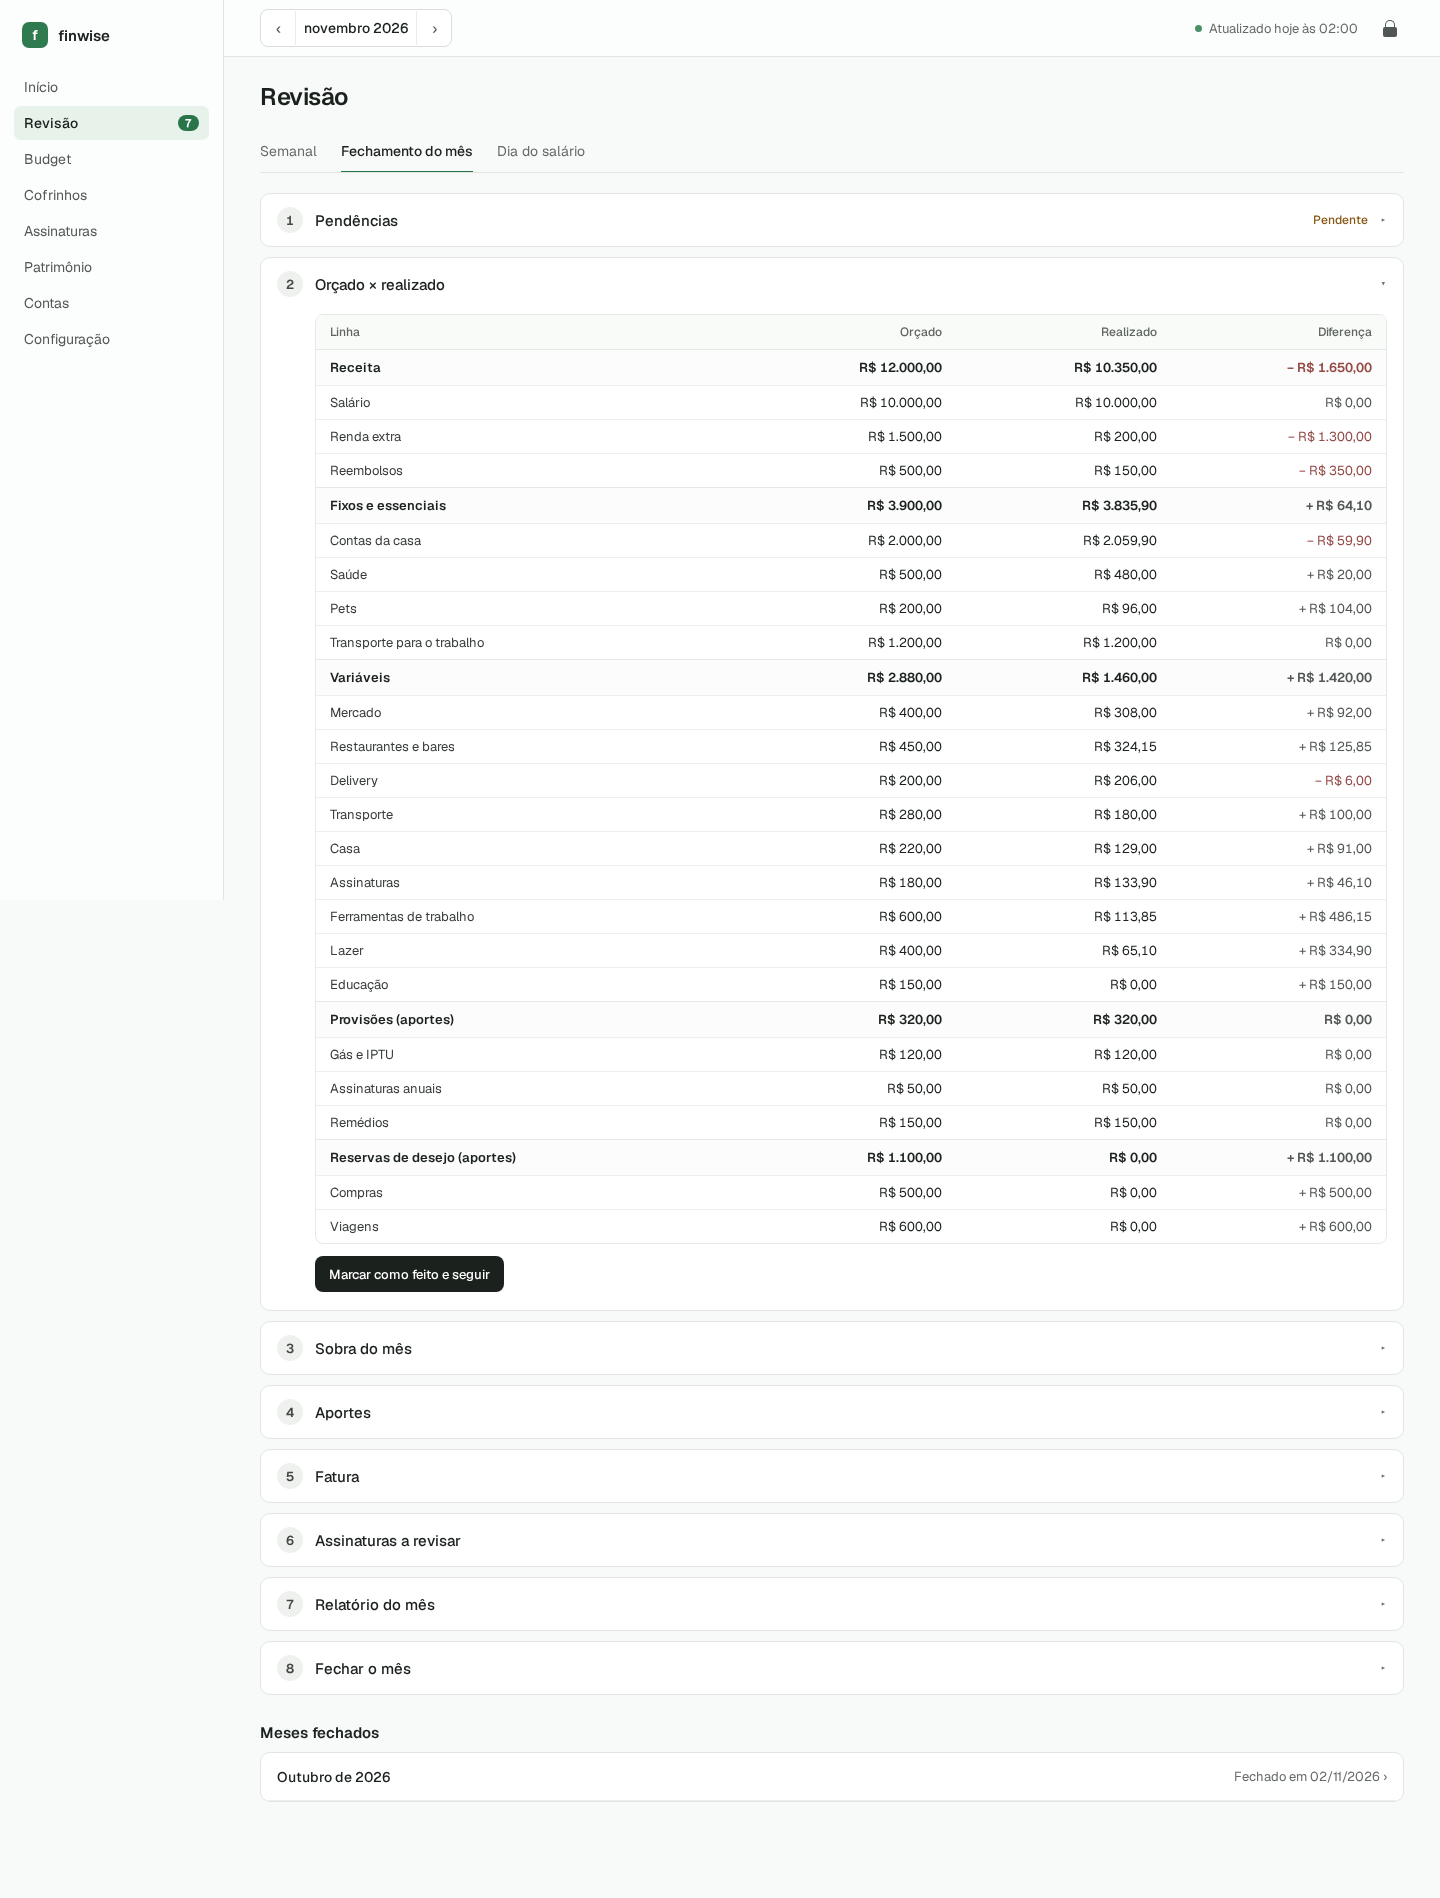 f finwise
Início
Revisão 7
Budget
Cofrinhos
Assinaturas
Patrimônio
Contas
Configuração
‹ novembro 2026 ›
Atualizado hoje às 02:00
Revisão
Semanal Fechamento do mês Dia do salário
1 Pendências Pendente
2 Orçado × realizado
Linha Orçado Realizado Diferença
Receita R$ 12.000,00 R$ 10.350,00 − R$ 1.650,00
Salário R$ 10.000,00 R$ 10.000,00 R$ 0,00
Renda extra R$ 1.500,00 R$ 200,00 − R$ 1.300,00
Reembolsos R$ 500,00 R$ 150,00 − R$ 350,00
Fixos e essenciais R$ 3.900,00 R$ 3.835,90 + R$ 64,10
Contas da casa R$ 2.000,00 R$ 2.059,90 − R$ 59,90
Saúde R$ 500,00 R$ 480,00 + R$ 20,00
Pets R$ 200,00 R$ 96,00 + R$ 104,00
Transporte para o trabalho R$ 1.200,00 R$ 1.200,00 R$ 0,00
Variáveis R$ 2.880,00 R$ 1.460,00 + R$ 1.420,00
Mercado R$ 400,00 R$ 308,00 + R$ 92,00
Restaurantes e bares R$ 450,00 R$ 324,15 + R$ 125,85
Delivery R$ 200,00 R$ 206,00 − R$ 6,00
Transporte R$ 280,00 R$ 180,00 + R$ 100,00
Casa R$ 220,00 R$ 129,00 + R$ 91,00
Assinaturas R$ 180,00 R$ 133,90 + R$ 46,10
Ferramentas de trabalho R$ 600,00 R$ 113,85 + R$ 486,15
Lazer R$ 400,00 R$ 65,10 + R$ 334,90
Educação R$ 150,00 R$ 0,00 + R$ 150,00
Provisões (aportes) R$ 320,00 R$ 320,00 R$ 0,00
Gás e IPTU R$ 120,00 R$ 120,00 R$ 0,00
Assinaturas anuais R$ 50,00 R$ 50,00 R$ 0,00
Remédios R$ 150,00 R$ 150,00 R$ 0,00
Reservas de desejo (aportes) R$ 1.100,00 R$ 0,00 + R$ 1.100,00
Compras R$ 500,00 R$ 0,00 + R$ 500,00
Viagens R$ 600,00 R$ 0,00 + R$ 600,00
Marcar como feito e seguir
3 Sobra do mês
4 Aportes
5 Fatura
6 Assinaturas a revisar
7 Relatório do mês
8 Fechar o mês
Meses fechados
Outubro de 2026 Fechado em 02/11/2026 ›